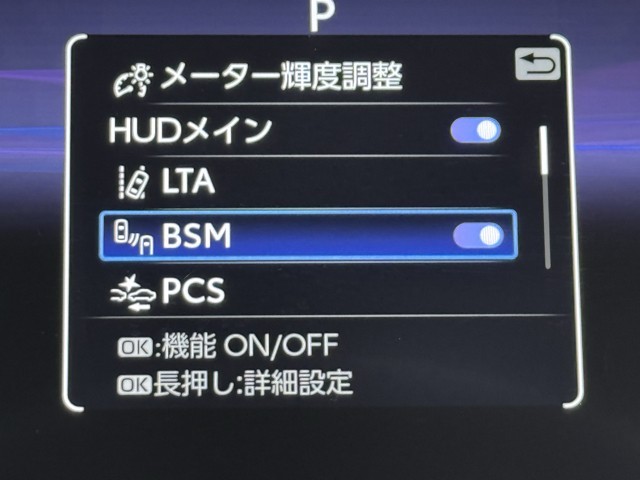 P
メーター輝度調整
HUDメイン
LTA
BSM
PCS
OK:機能 ON/OFF
OK長押し:詳細設定